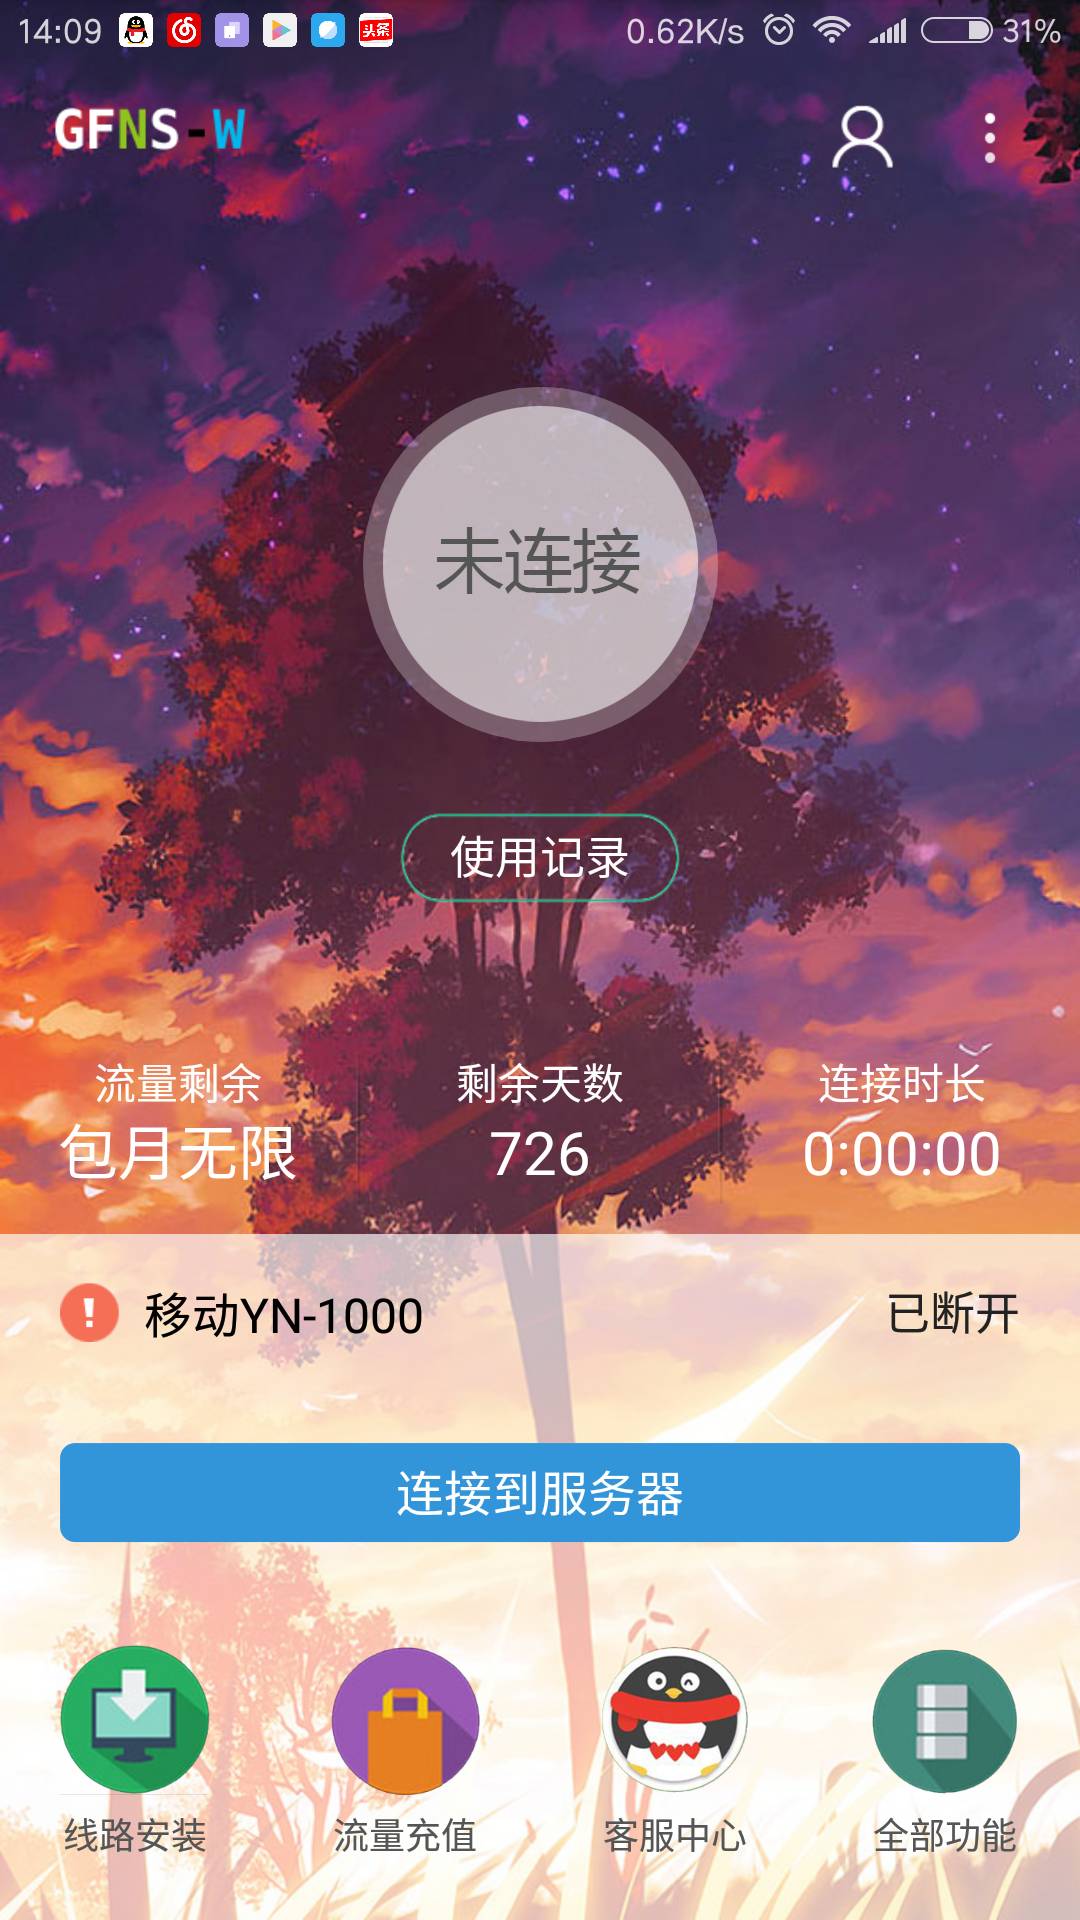 14:09 头条 0.62K/s 31%
GFNS-W
未连接
使用记录
流量剩余 剩余天数 连接时长
包月无限 726 0:00:00
移动YN-1000 已断开
连接到服务器
线路安装 流量充值 客服中心 全部功能